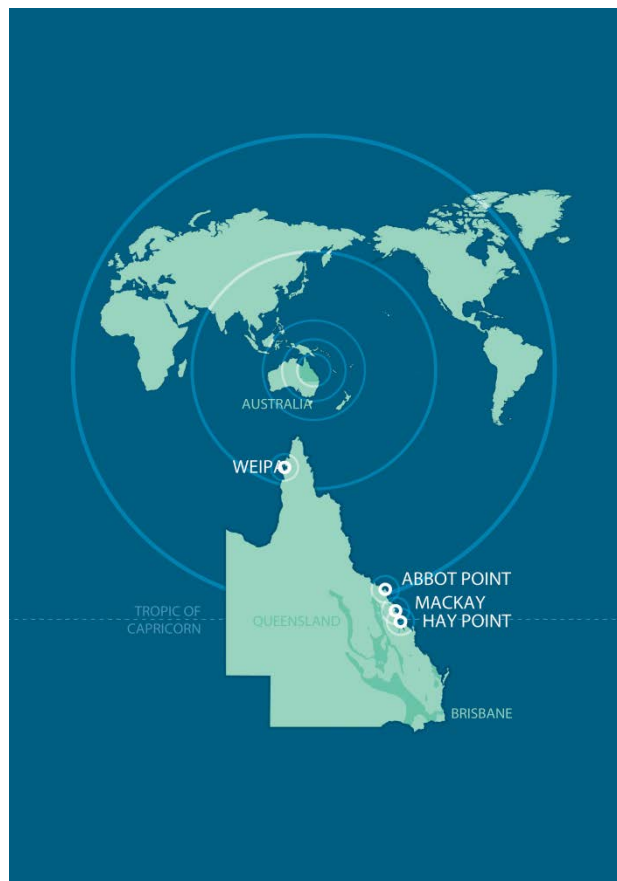 AUSTRALIA
WEIPA
ABBOT POINT
MACKAY
TROPIC OF
CAPRICORN
QUEENSLAND
HAY POINT
BRISBANE